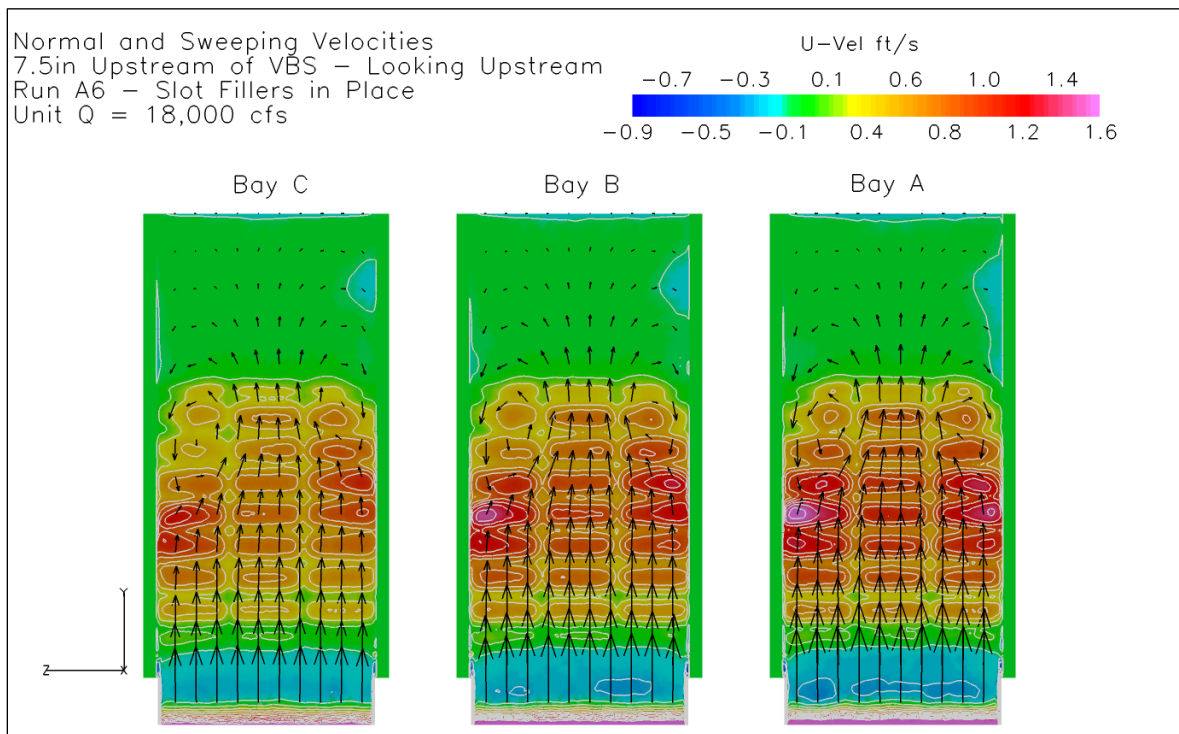 Normal and Sweeping Velocities
7.5in Upstream of VBS – Looking Upstream
Run A6 – Slot Fillers in Place
Unit Q = 18,000 cfs
U-Vel ft/s
-0.7 -0.3 0.1 0.6 1.0 1.4
-0.9 -0.5 -0.1 0.4 0.8 1.2 1.6
Bay C Bay B Bay A
Y
Z X